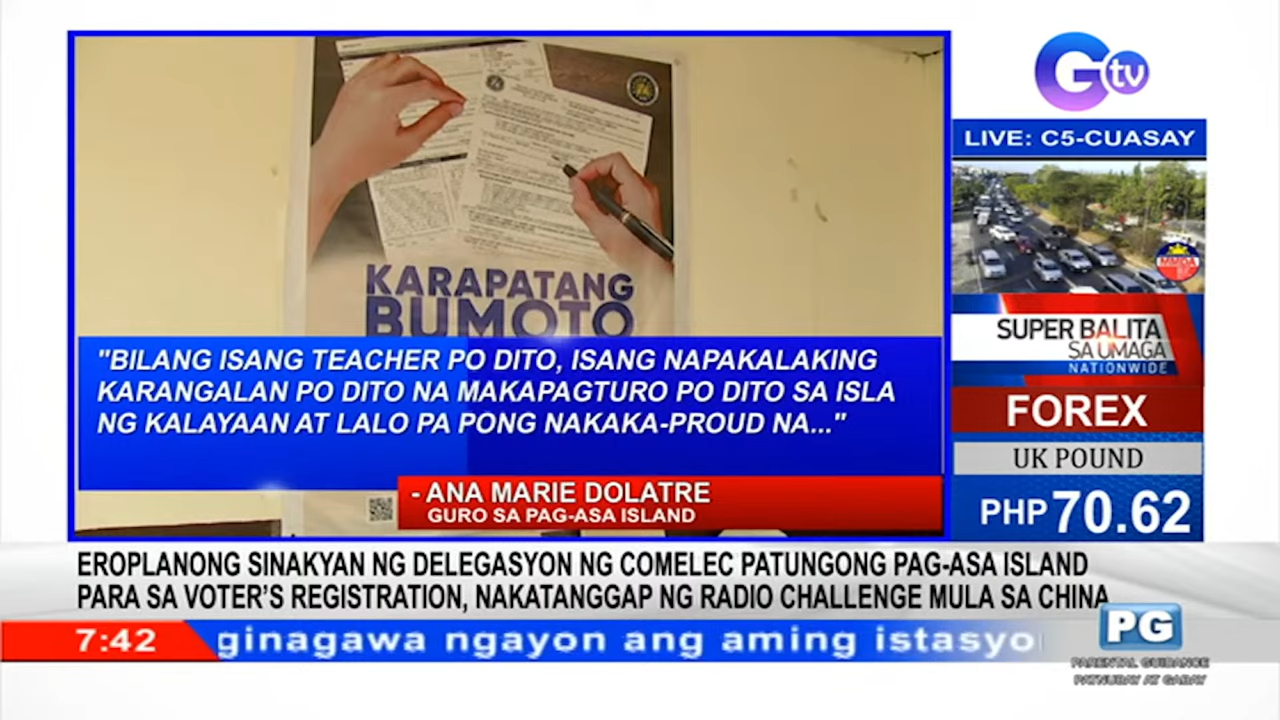 Gtv
LIVE: C5-CUASAY
MMDA
KARAPATANG
BUMOTO
"BILANG ISANG TEACHER PO DITO, ISANG NAPAKALAKING
KARANGALAN PO DITO NA MAKAPAGTURO PO DITO SA ISLA
NG KALAYAAN AT LALO PA PONG NAKAKA-PROUD NA..."
- ANA MARIE DOLATRE
GURO SA PAG-ASA ISLAND
SUPER BALITA
SA UMAGA
NATIONWIDE
FOREX
UK POUND
PHP 70.62
EROPLANONG SINAKYAN NG DELEGASYON NG COMELEC PATUNGONG PAG-ASA ISLAND
PARA SA VOTER'S REGISTRATION, NAKATANGGAP NG RADIO CHALLENGE MULA SA CHINA
7:42
ginagawa ngayon ang aming istasyo
PG
PARENTAL GUIDANCE
PATNUBAY AT GABAY